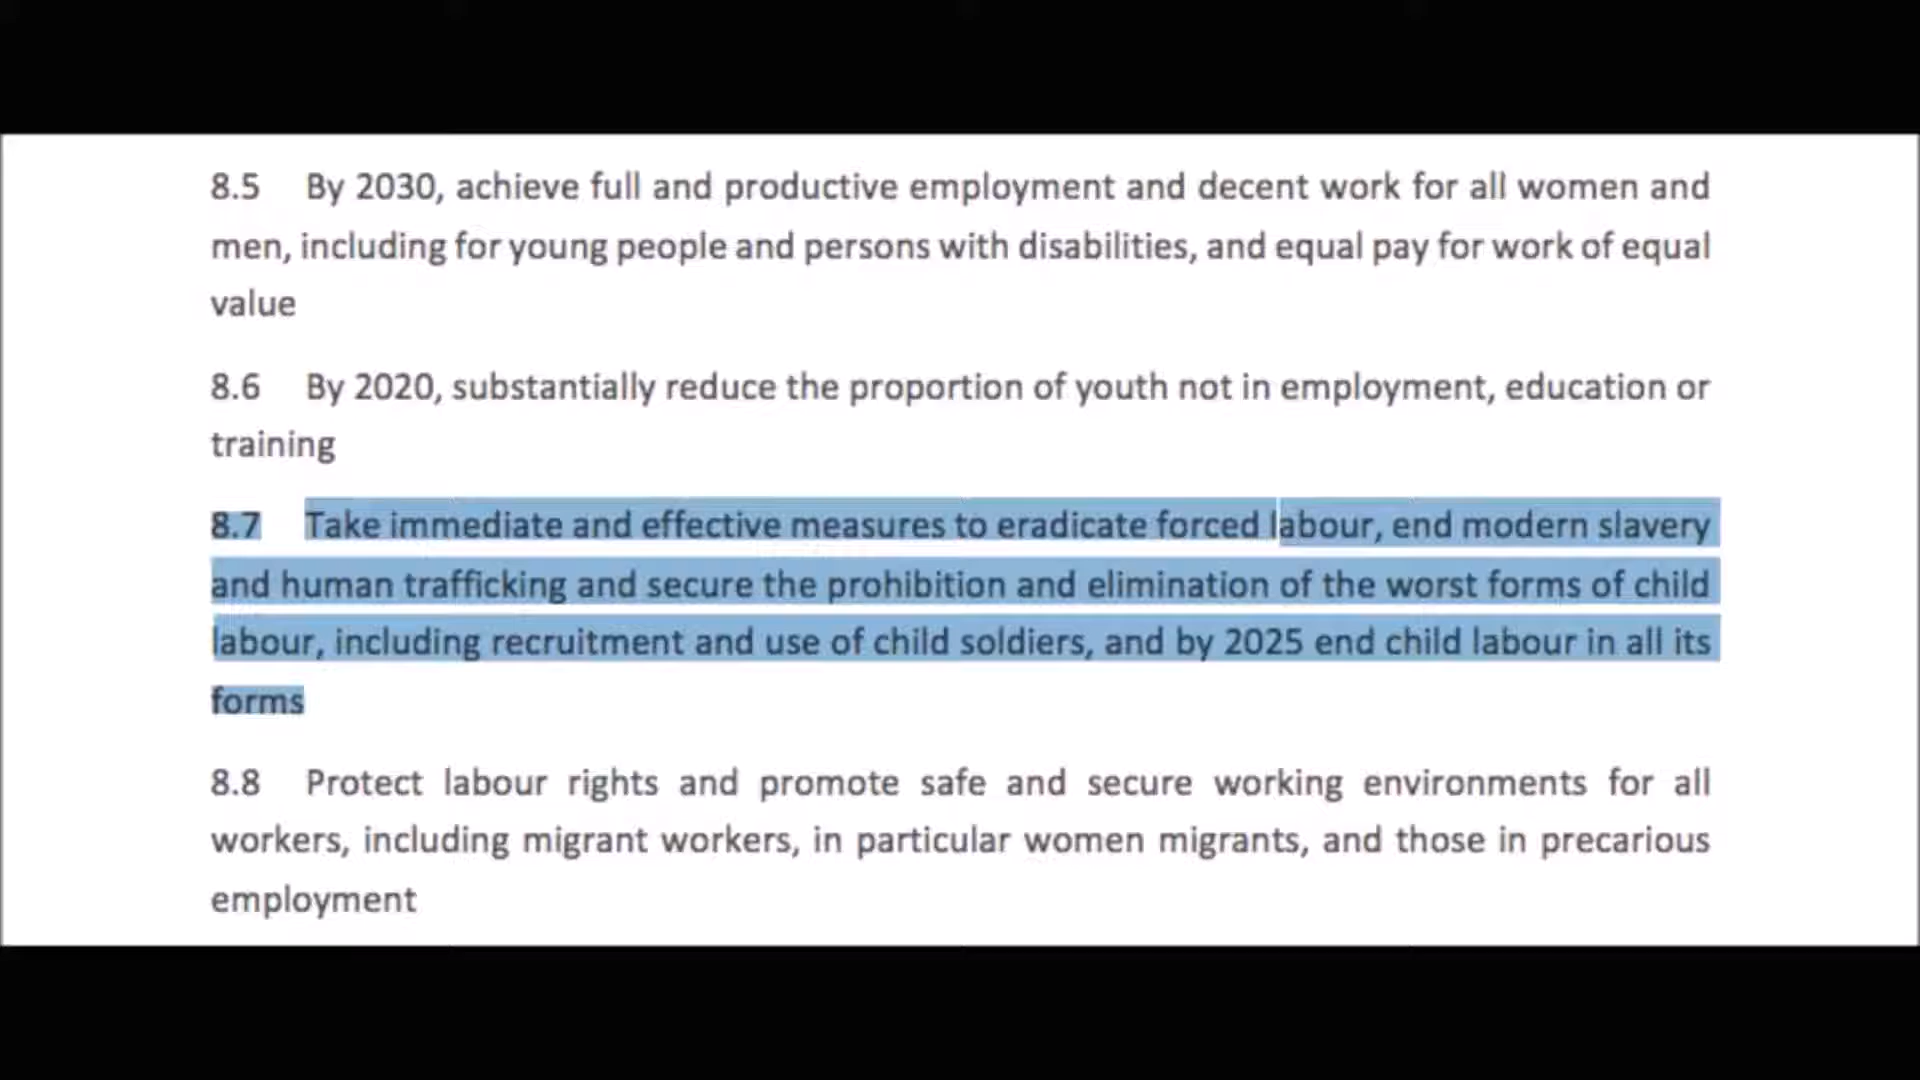 8.5 By 2030, achieve full and productive employment and decent work for all women and
men, including for young people and persons with disabilities, and equal pay for work of equal
value
8.6 By 2020, substantially reduce the proportion of youth not in employment, education or
training
8.7 Take immediate and effective measures to eradicate forced labour, end modern slavery
and human trafficking and secure the prohibition and elimination of the worst forms of child
labour, including recruitment and use of child soldiers, and by 2025 end child labour in all its
forms
8.8 Protect labour rights and promote safe and secure working environments for all
workers, including migrant workers, in particular women migrants, and those in precarious
employment